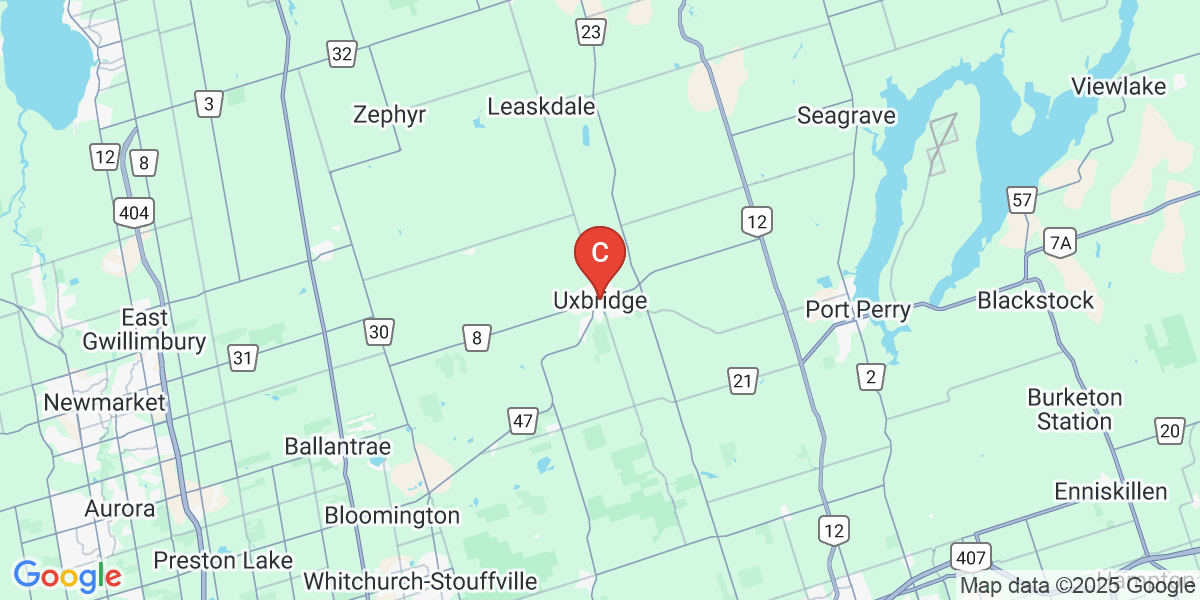 23
32
Viewlake
3
Leaskdale
Zephyr
Seagrave
12
8
57
404
12
7A
C
Uxbridge
Blackstock
Port Perry
East
Gwillimbury
30
8
31
21
2
Newmarket
Burketon
Station
47
20
Ballantrae
Enniskillen
Aurora
Bloomington
12
Preston Lake
407
Google
Whitchurch-Stouffville
Hampton
Map data ©2025 Google